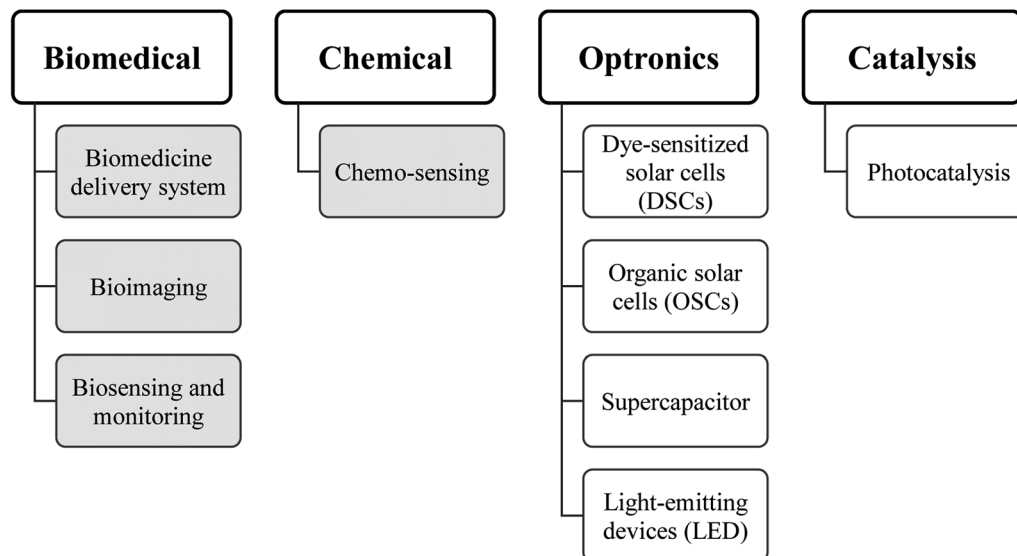 Biomedical
Biomedicine
delivery system
Bioimaging
Biosensing and
monitoring
Chemical
Chemo-sensing
Optronics
Dye-sensitized
solar cells
(DSCs)
Organic solar
cells (OSCs)
Supercapacitor
Light-emitting
devices (LED)
Catalysis
Photocatalysis